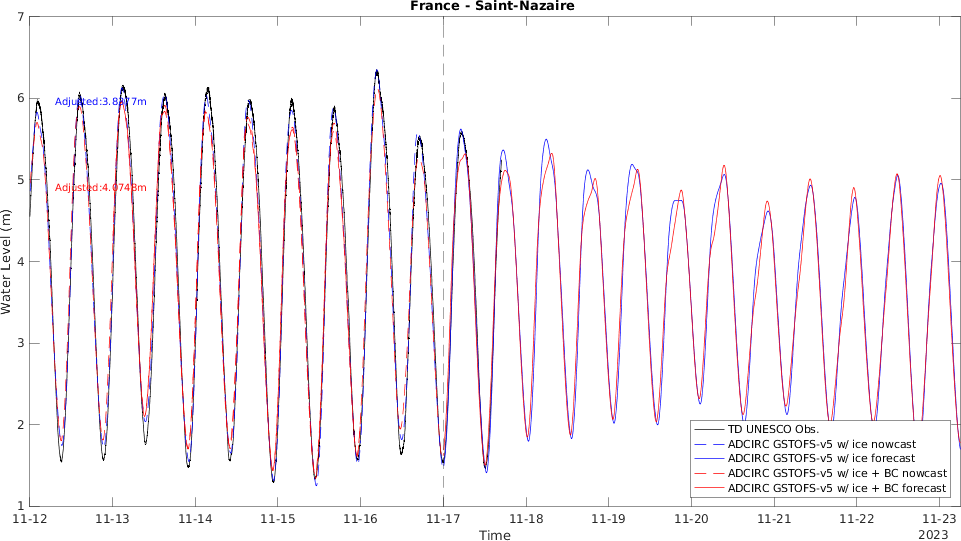 France - Saint-Nazaire
7
6
5
4
3
2
1
Water Level (m)
Adjusted:3.8377m
Adjusted:4.0743m
TD UNESCO Obs.
ADCIRC GSTOFS-v5 w/ ice nowcast
ADCIRC GSTOFS-v5 w/ ice forecast
ADCIRC GSTOFS-v5 w/ ice + BC nowcast
ADCIRC GSTOFS-v5 w/ ice + BC forecast
11-12 11-13 11-14 11-15 11-16 11-17 11-18 11-19 11-20 11-21 11-22 11-23
Time
2023